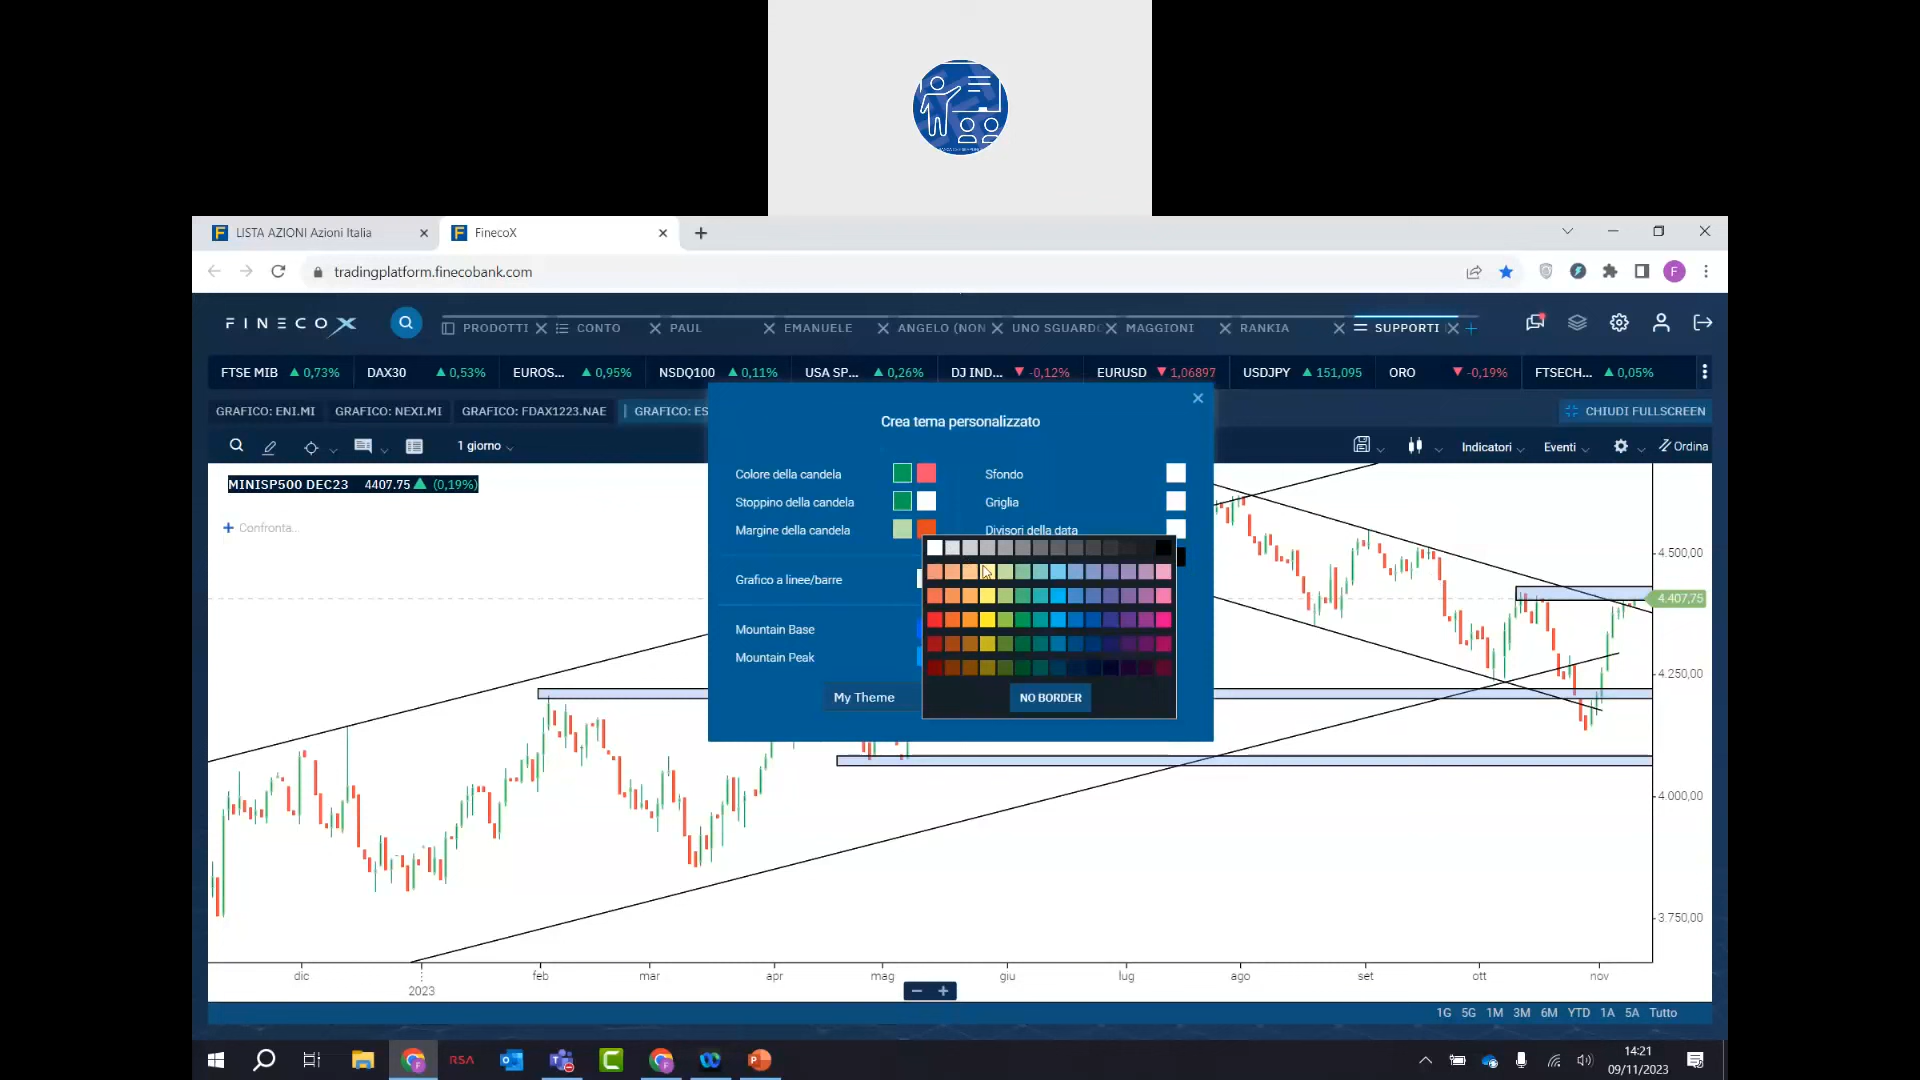 LISTA AZIONI Azioni Italia
FinecoX
tradingplatform.finecobank.com
F
FINECOX
PRODOTTI
CONTO
PAUL
EMANUELE
ANGELO (NON
UNO SGUARDO
MAGGIONI
RANKIA
SUPPORTI
FTSE MIB 0,73%
DAX30 0,53%
EUROS... 0,95%
NSDQ100 0,11%
USA SP... 0,26%
DJ IND... -0,12%
EURUSD 1,06897
USDJPY 151,095
ORO -0,19%
FTSECH... 0,05%
GRAFICO: ENI.MI
GRAFICO: NEXI.MI
GRAFICO: FDAX1223.NAE
GRAFICO: ES
CHIUDI FULLSCREEN
1 giorno
Indicatori
Eventi
Ordina
MINISP500 DEC23 4407.75 (0,19%)
Confronta...
Crea tema personalizzato
Colore della candela
Stoppino della candela
Margine della candela
Sfondo
Griglia
Divisori della data
Grafico a linee/barre
Mountain Base
Mountain Peak
My Theme
NO BORDER
4.500,00
4.407,75
4.250,00
4.000,00
3.750,00
dic
2023
feb
mar
apr
mag
giu
lug
ago
set
ott
nov
1G 5G 1M 3M 6M YTD 1A 5A Tutto
RSA
14:21
09/11/2023